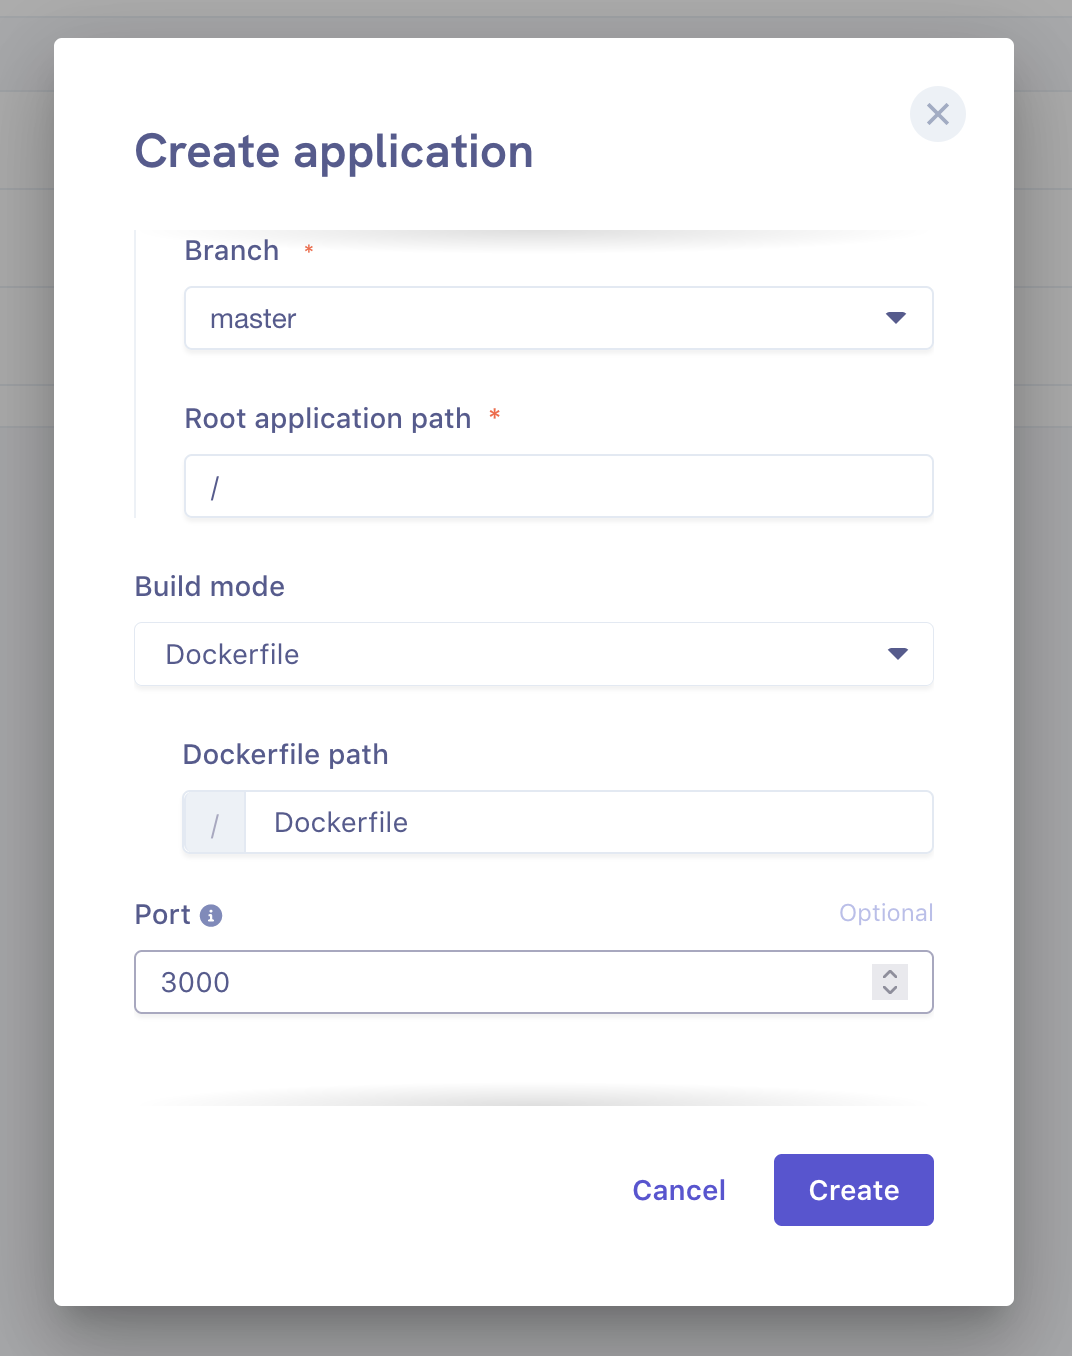 Create application
Branch *
master
Root application path *
/
Build mode
Dockerfile
Dockerfile path
/ Dockerfile
Port Optional
3000
Cancel Create